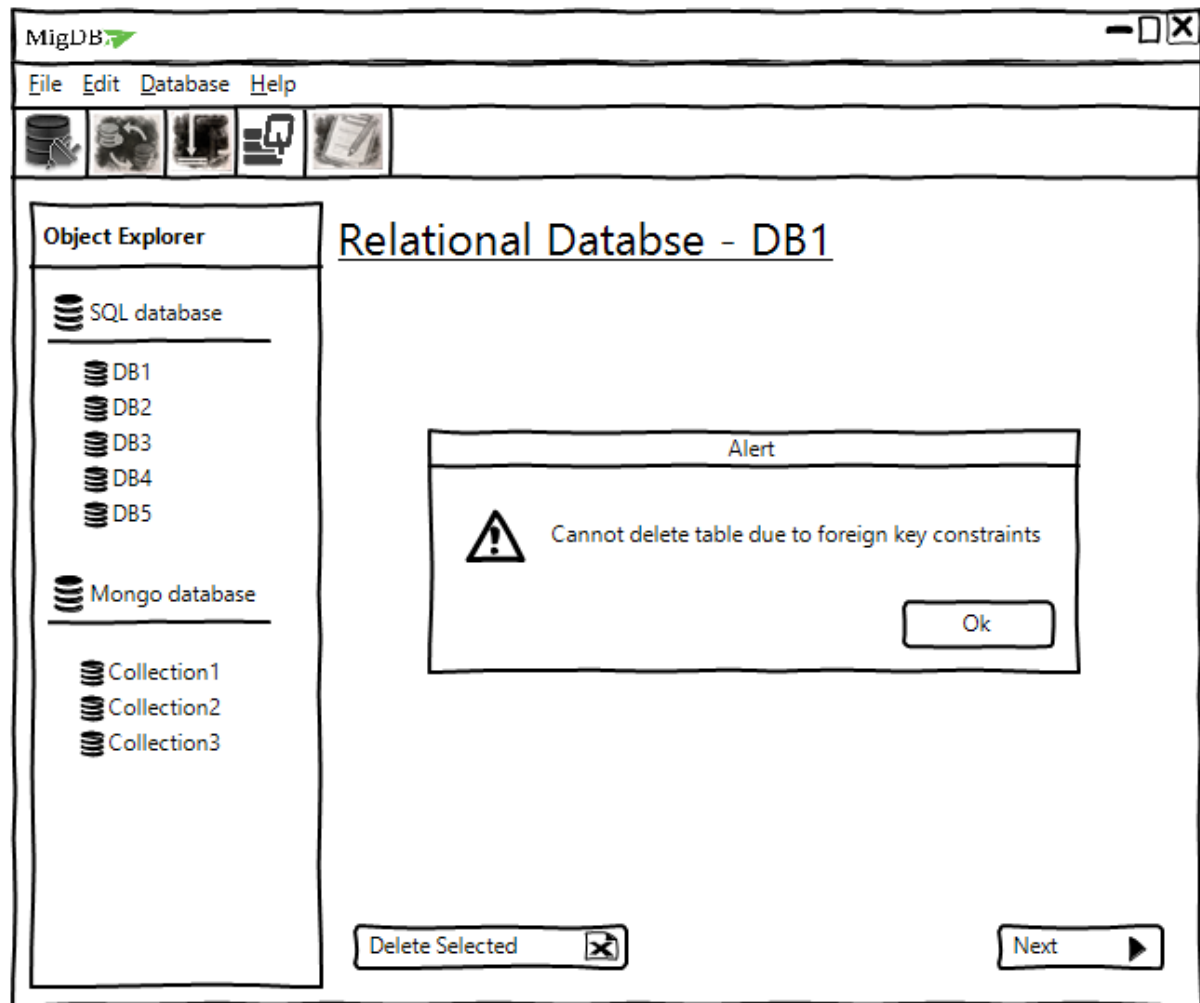 MigDB
File Edit Database Help
Object Explorer
SQL database
DB1
DB2
DB3
DB4
DB5
Mongo database
Collection1
Collection2
Collection3
Relational Databse - DB1
Alert
Cannot delete table due to foreign key constraints
Ok
Delete Selected
Next